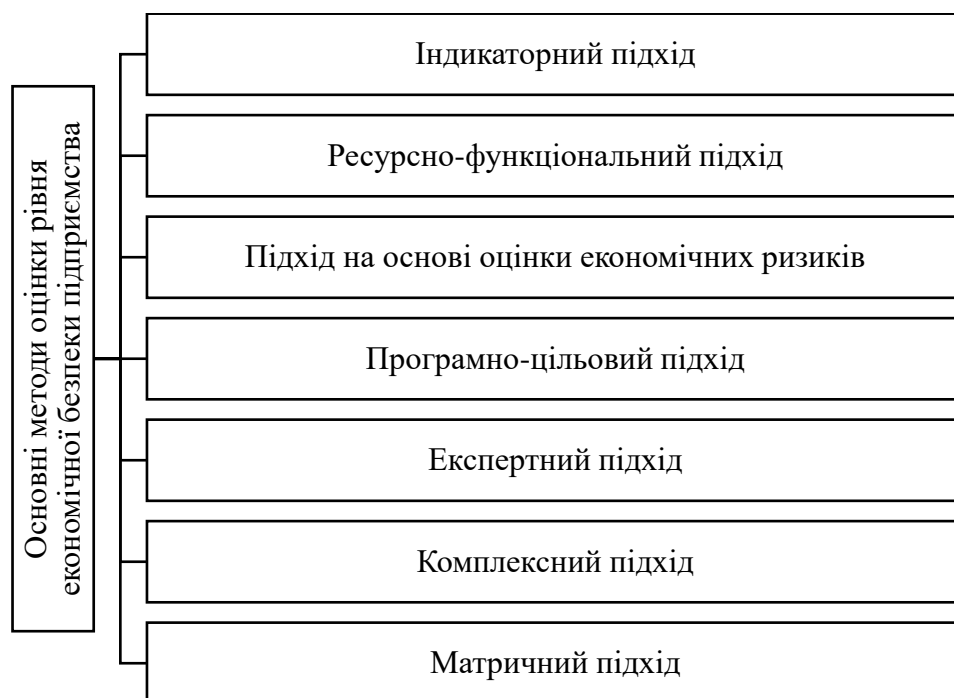 Основні методи оцінки рівня
економічної безпеки підприємства
Індикаторний підхід
Ресурсно-функціональний підхід
Підхід на основі оцінки економічних ризиків
Програмно-цільовий підхід
Експертний підхід
Комплексний підхід
Матричний підхід